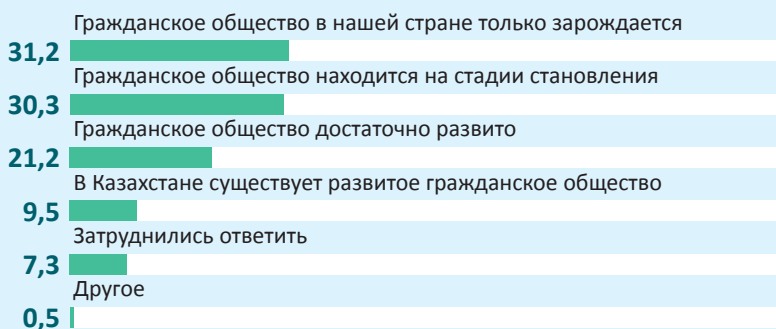 Гражданское общество в нашей стране только зарождается
31,2
Гражданское общество находится на стадии становления
30,3
Гражданское общество достаточно развито
21,2
В Казахстане существует развитое гражданское общество
9,5
Затруднились ответить
7,3
Другое
0,5